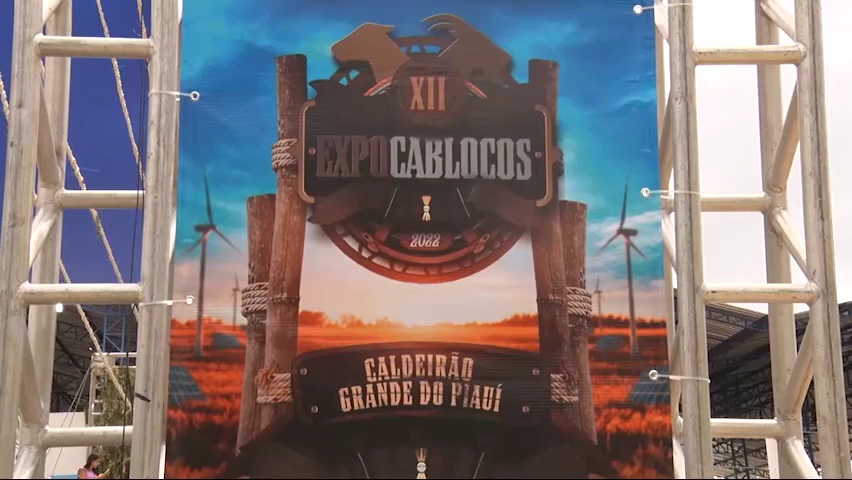 XII
EXPOCABLOCOS
2022
CALDEIRÃO
GRANDE DO PIAUÍ